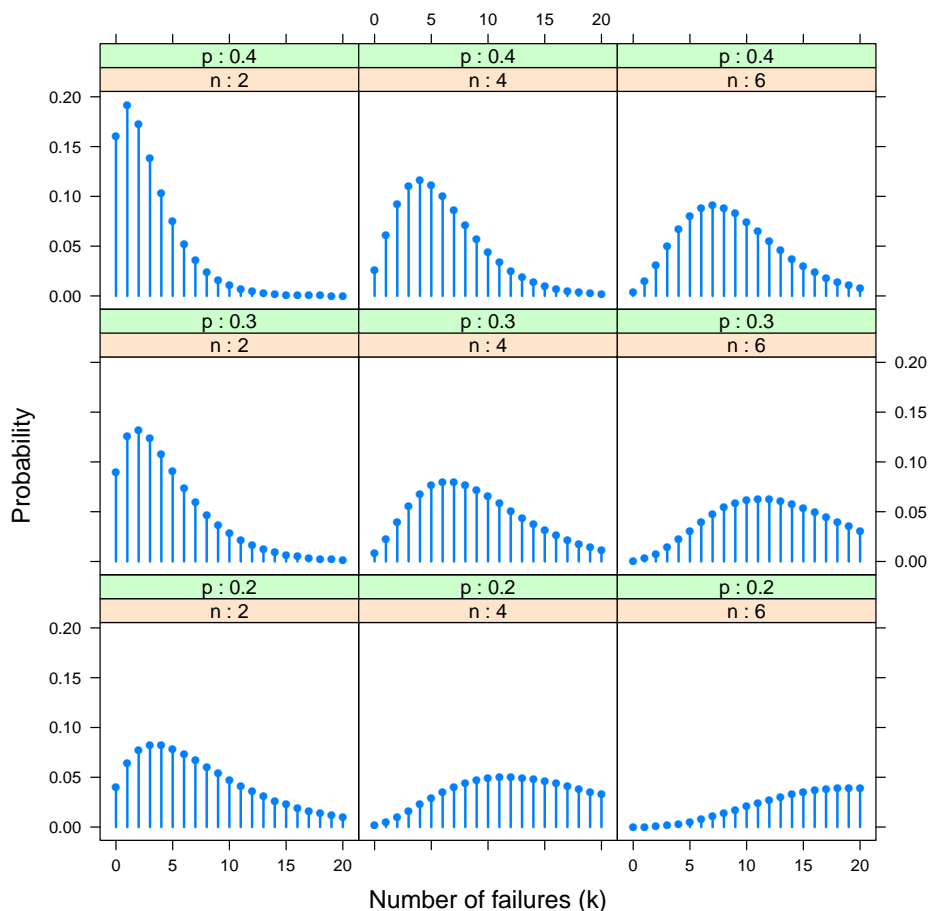 0 5 10 15 20
p : 0.4 p : 0.4 p : 0.4
n : 2 n : 4 n : 6
0.20
0.15
0.10
0.05
0.00
p : 0.3 p : 0.3 p : 0.3
n : 2 n : 4 n : 6
0.20
0.15
0.10
0.05
0.00
p : 0.2 p : 0.2 p : 0.2
n : 2 n : 4 n : 6
0.20
0.15
0.10
0.05
0.00
0 5 10 15 20 0 5 10 15 20
Probability
Number of failures (k)